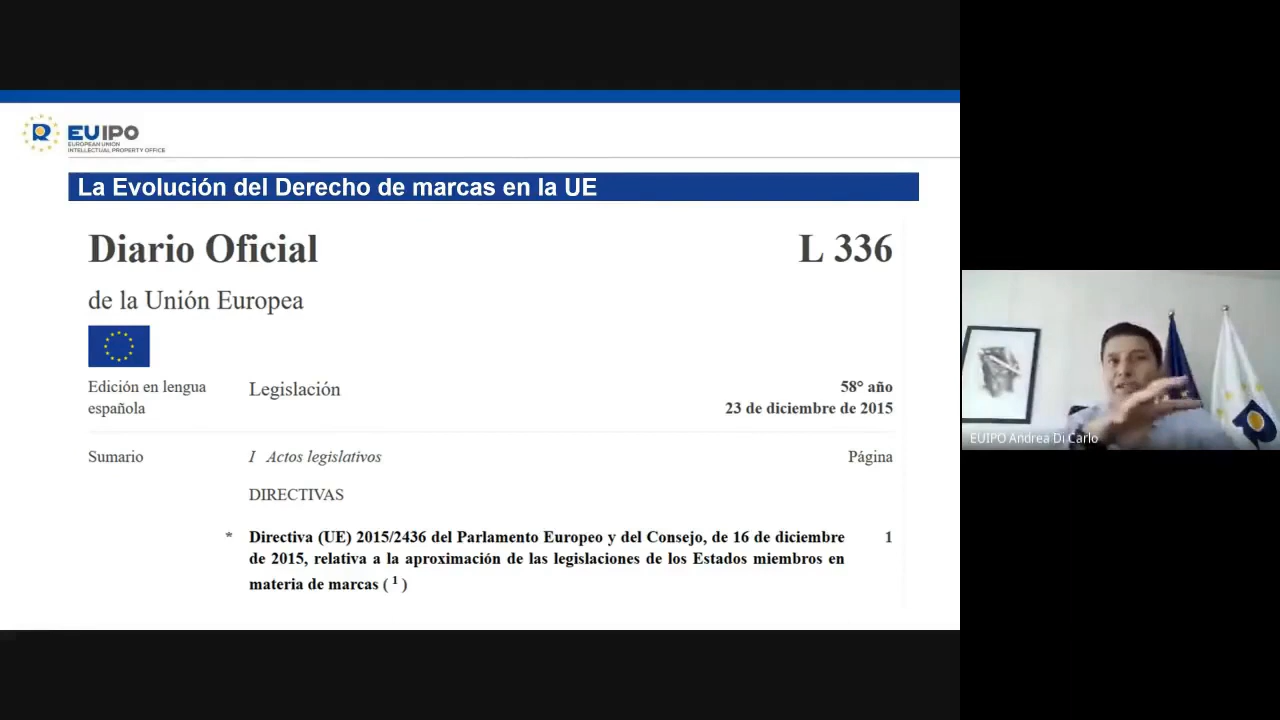 EUIPO
EUROPEAN UNION
INTELLECTUAL PROPERTY OFFICE
La Evolución del Derecho de marcas en la UE
Diario Oficial L 336
de la Unión Europea
Edición en lengua española
Legislación
58° año
23 de diciembre de 2015
Sumario I Actos legislativos Página
DIRECTIVAS
* Directiva (UE) 2015/2436 del Parlamento Europeo y del Consejo, de 16 de diciembre 1
de 2015, relativa a la aproximación de las legislaciones de los Estados miembros en
materia de marcas ( 1 )
EUIPO Andrea Di Carlo